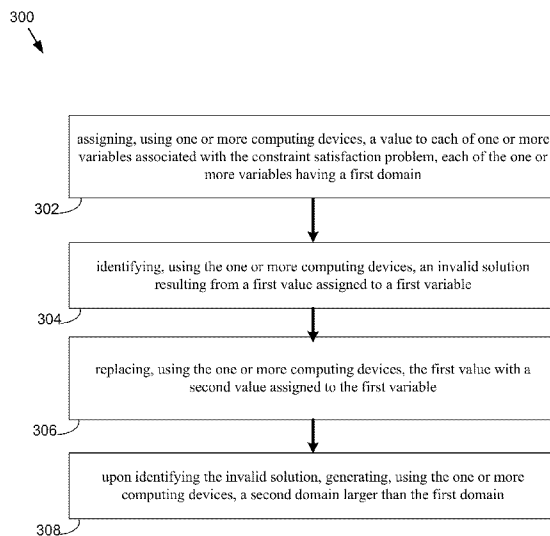 300
assigning, using one or more computing devices, a value to each of one or more
variables associated with the constraint satisfaction problem, each of the one or
more variables having a first domain
302
identifying, using the one or more computing devices, an invalid solution
resulting from a first value assigned to a first variable
304
replacing, using the one or more computing devices, the first value with a
second value assigned to the first variable
306
upon identifying the invalid solution, generating, using the one or more
computing devices, a second domain larger than the first domain
308